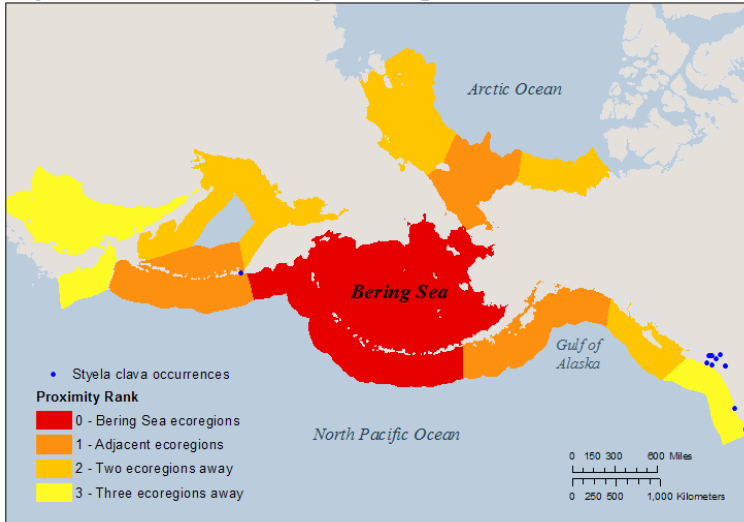 Arctic Ocean
Bering Sea
Gulf of
Alaska
Styela clava occurrences
Proximity Rank
0 - Bering Sea ecoregions
1 - Adjacent ecoregions
2 - Two ecoregions away
3 - Three ecoregions away
North Pacific Ocean
0 150 300 600 Miles
0 250 500 1,000 Kilometers